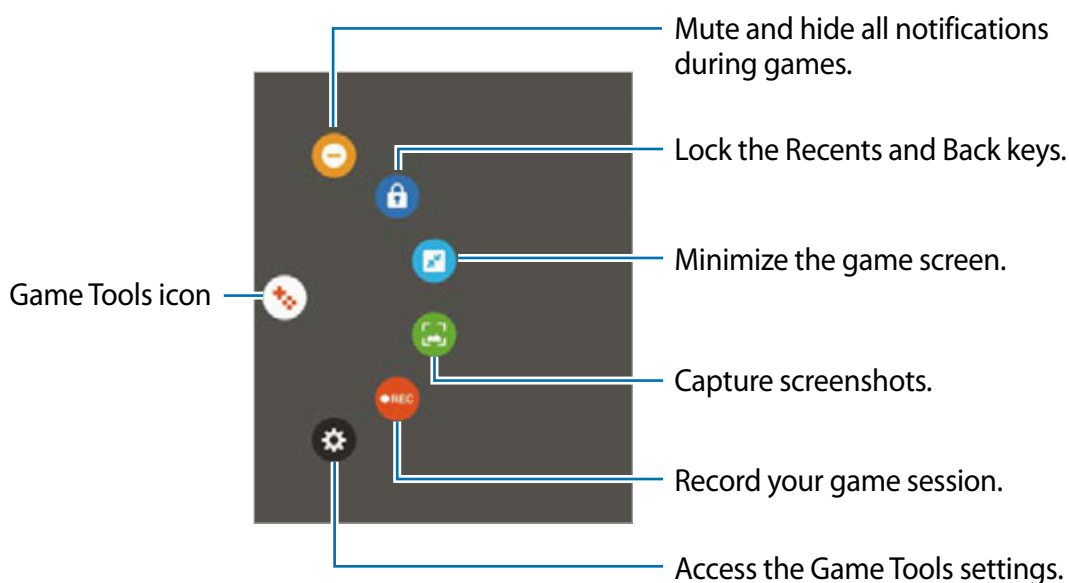 Mute and hide all notifications
during games.
Lock the Recents and Back keys.
Minimize the game screen.
Game Tools icon
Capture screenshots.
REC
Record your game session.
Access the Game Tools settings.